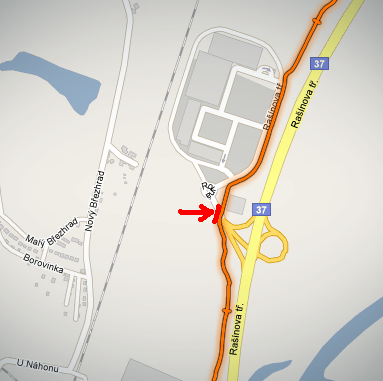 37
Rašínova tř.
Rašínova tř.
Nový Březhrad
37
Malý Březhrad
Borovinka
Rašínova tř.
U Náhonu